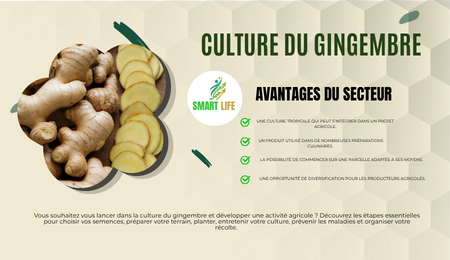 CULTURE DU GINGEMBRE
SMART LIFE
AVANTAGES DU SECTEUR
UNE CULTURE TROPICALE QUI PEUT S'INTÉGRER DANS UN PROJET
AGRICOLE.
UN PRODUIT UTILISÉ DANS DE NOMBREUSES PRÉPARATIONS
CULINAIRES.
LA POSSIBILITÉ DE COMMENCER SUR UNE PARCELLE ADAPTÉE À SES MOYENS.
UNE OPPORTUNITÉ DE DIVERSIFICATION POUR LES PRODUCTEURS AGRICOLES.
Vous souhaitez vous lancer dans la culture du gingembre et développer une activité agricole ? Découvrez les étapes essentielles
pour choisir vos semences, préparer votre terrain, planter, entretenir votre culture, prévenir les maladies et organiser votre
récolte.